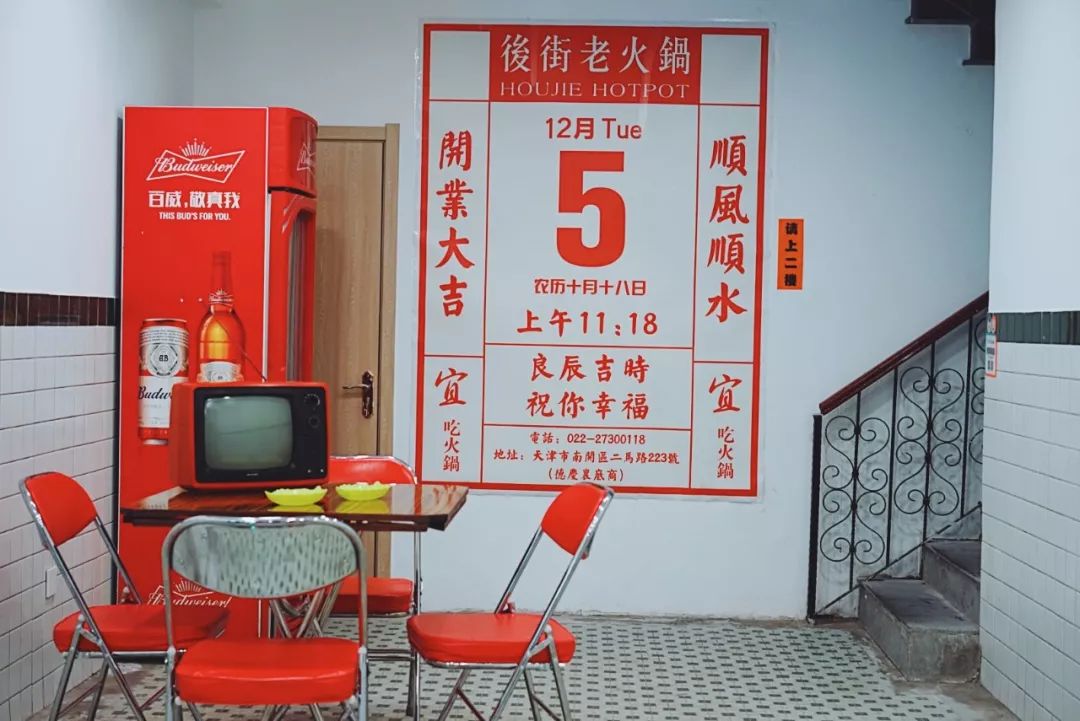 Budweiser
百威,敬真我
THIS BUD'S FOR YOU.
Budweiser
後街老火鍋
HOUJIE HOTPOT
開業大吉
12月 Tue
5
农历十月十八日
上午11:18
順風順水
宜
吃火鍋
良辰吉時
祝你幸福
宜
吃火鍋
電話:022-27300118
地址:天津市南開區二馬路223號
(德慶裏底商)
请上二楼